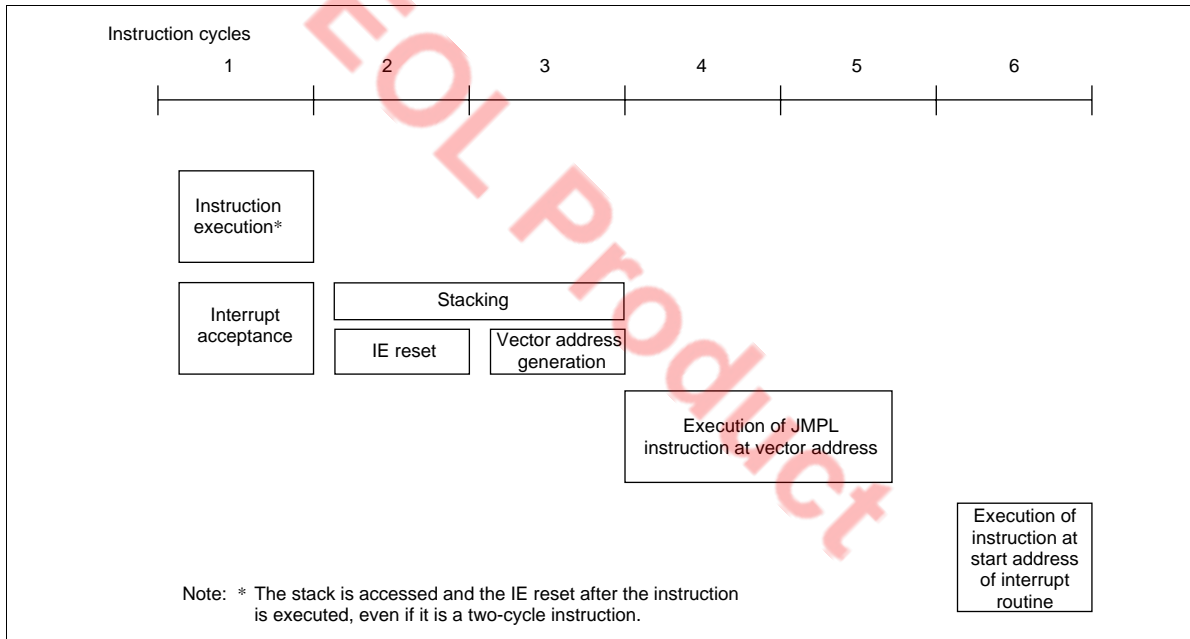 Instruction cycles
1 2 3 4 5 6
Instruction
execution*
Interrupt
acceptance
Stacking
IE reset
Vector address
generation
Execution of JMPL
instruction at vector address
Execution of
instruction at
start address
of interrupt
routine
Note: * The stack is accessed and the IE reset after the instruction
is executed, even if it is a two-cycle instruction.
EOL Product